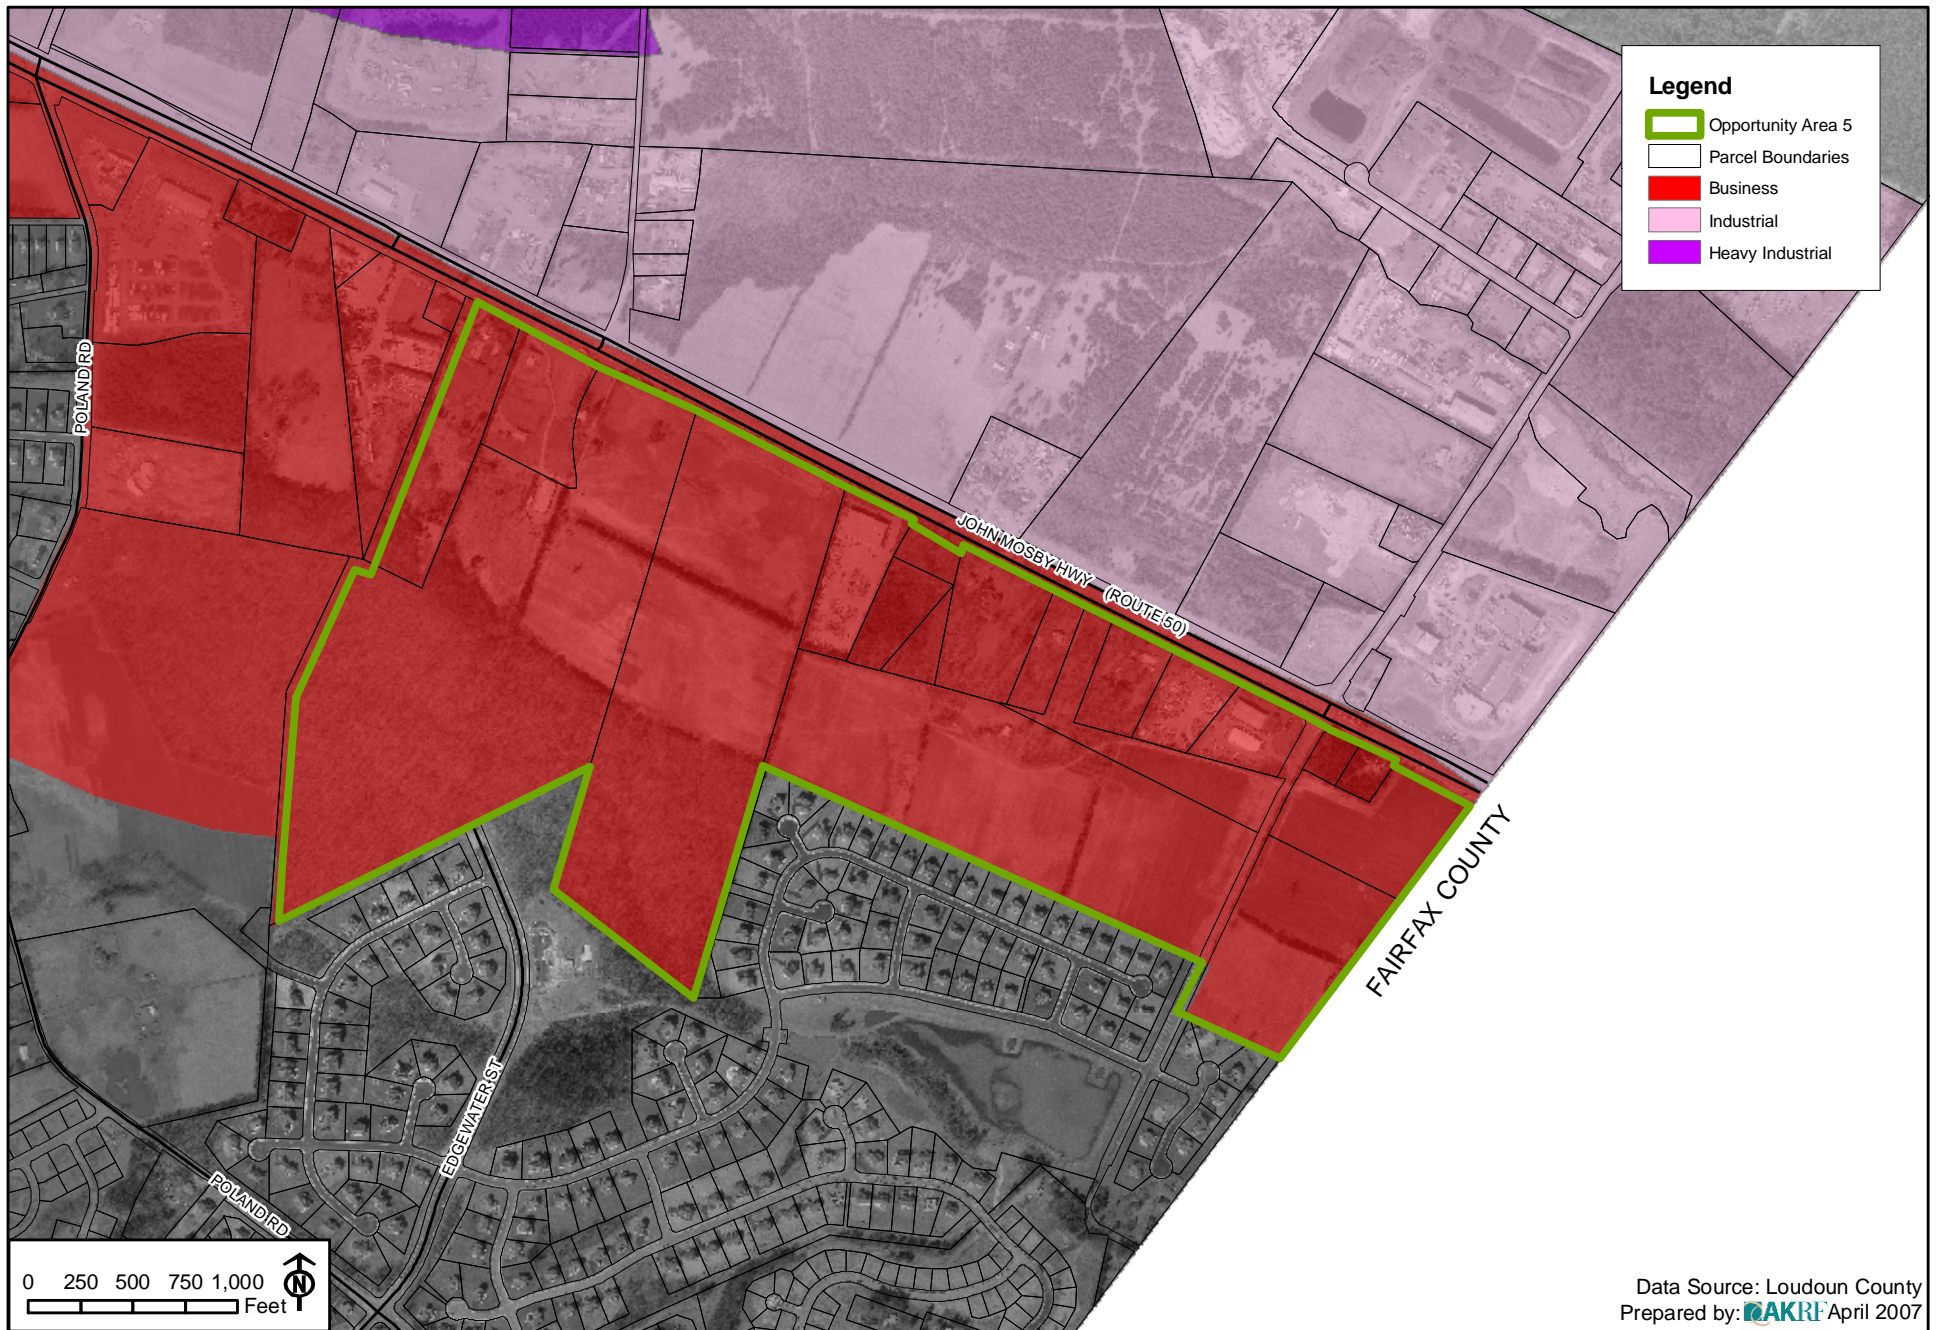 Legend
Opportunity Area 5
Parcel Boundaries
Business
Industrial
Heavy Industrial
POLAND RD
JOHN MOSBY HWY (ROUTE 50)
FAIRFAX COUNTY
EDGEWATER ST
POLAND RD
0 250 500 750 1,000
Feet
N
Data Source: Loudoun County
Prepared by: AKRF April 2007